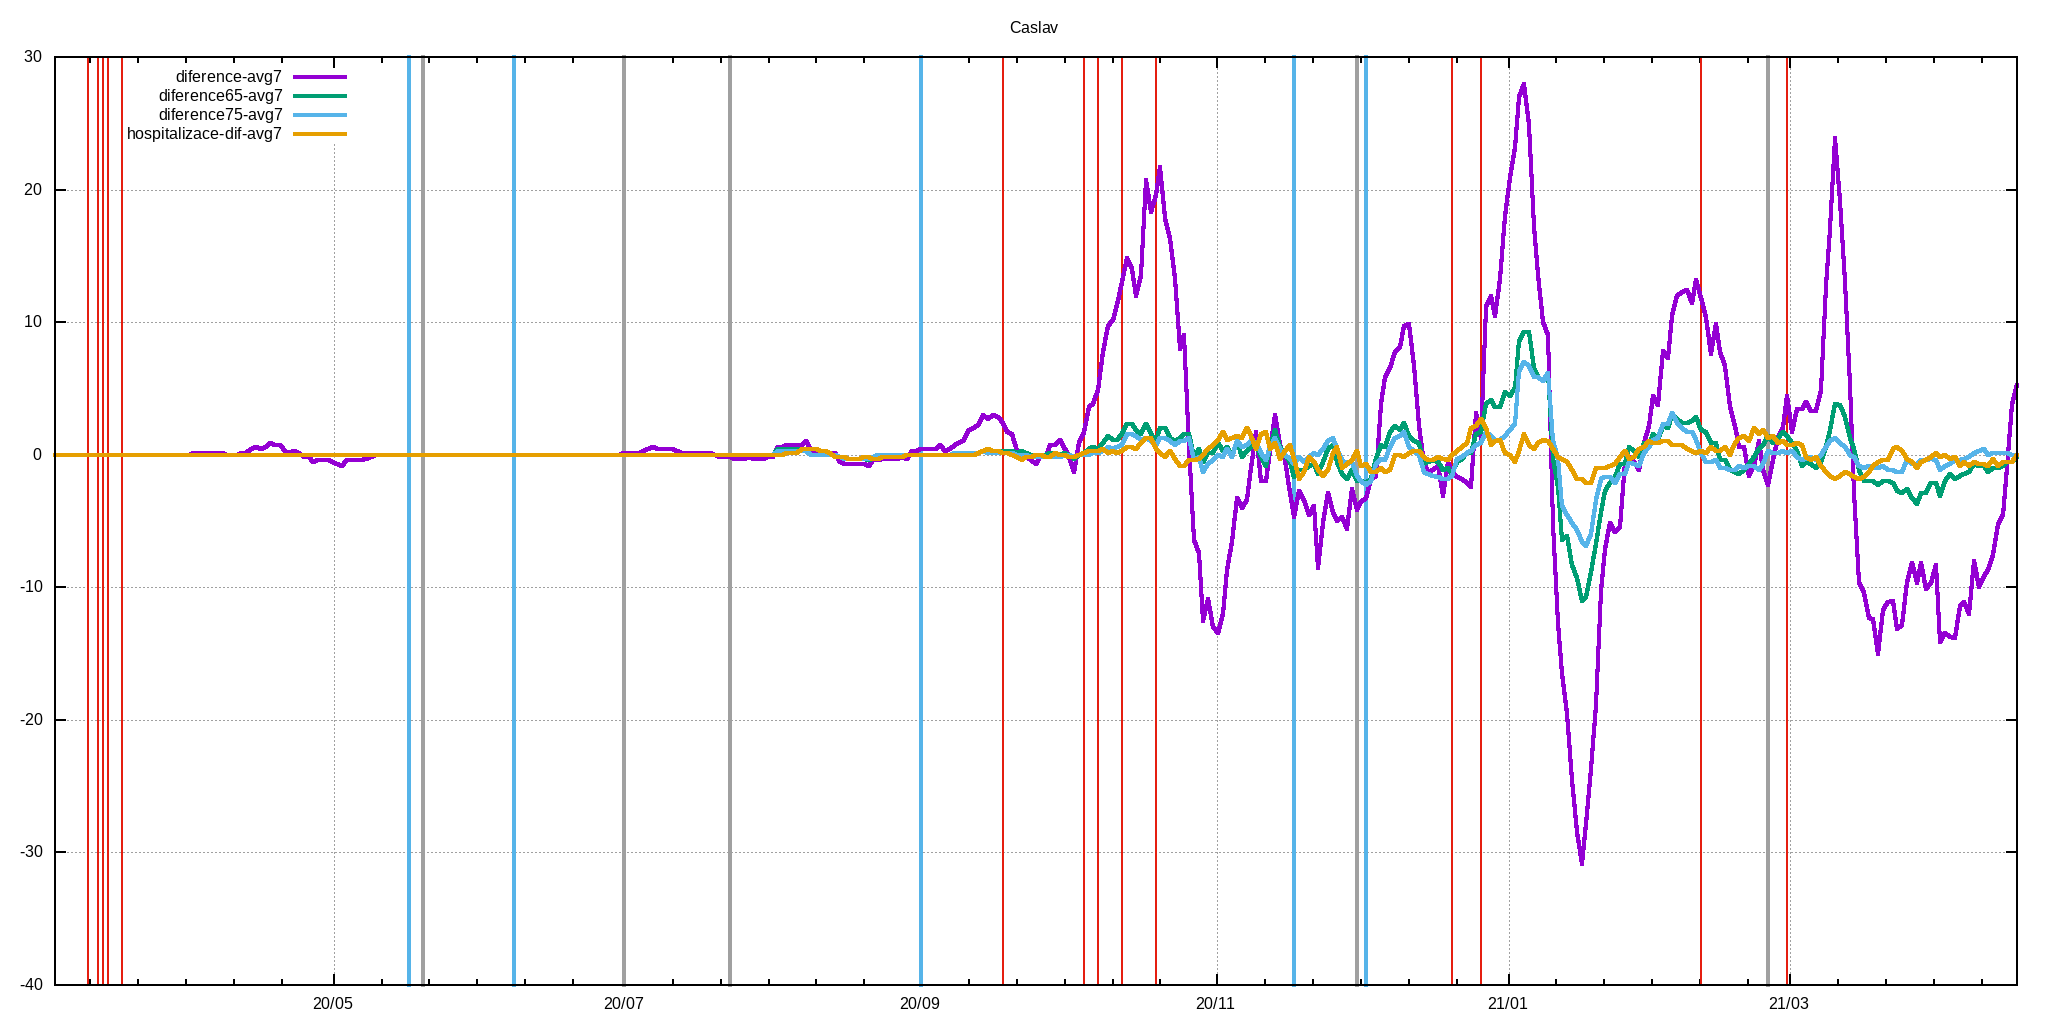 Caslav
30
diference-avg7
diference65-avg7
diference75-avg7
hospitalizace-dif-avg7
20
10
0
-10
-20
-30
-40
20/05 20/07 20/09 20/11 21/01 21/03